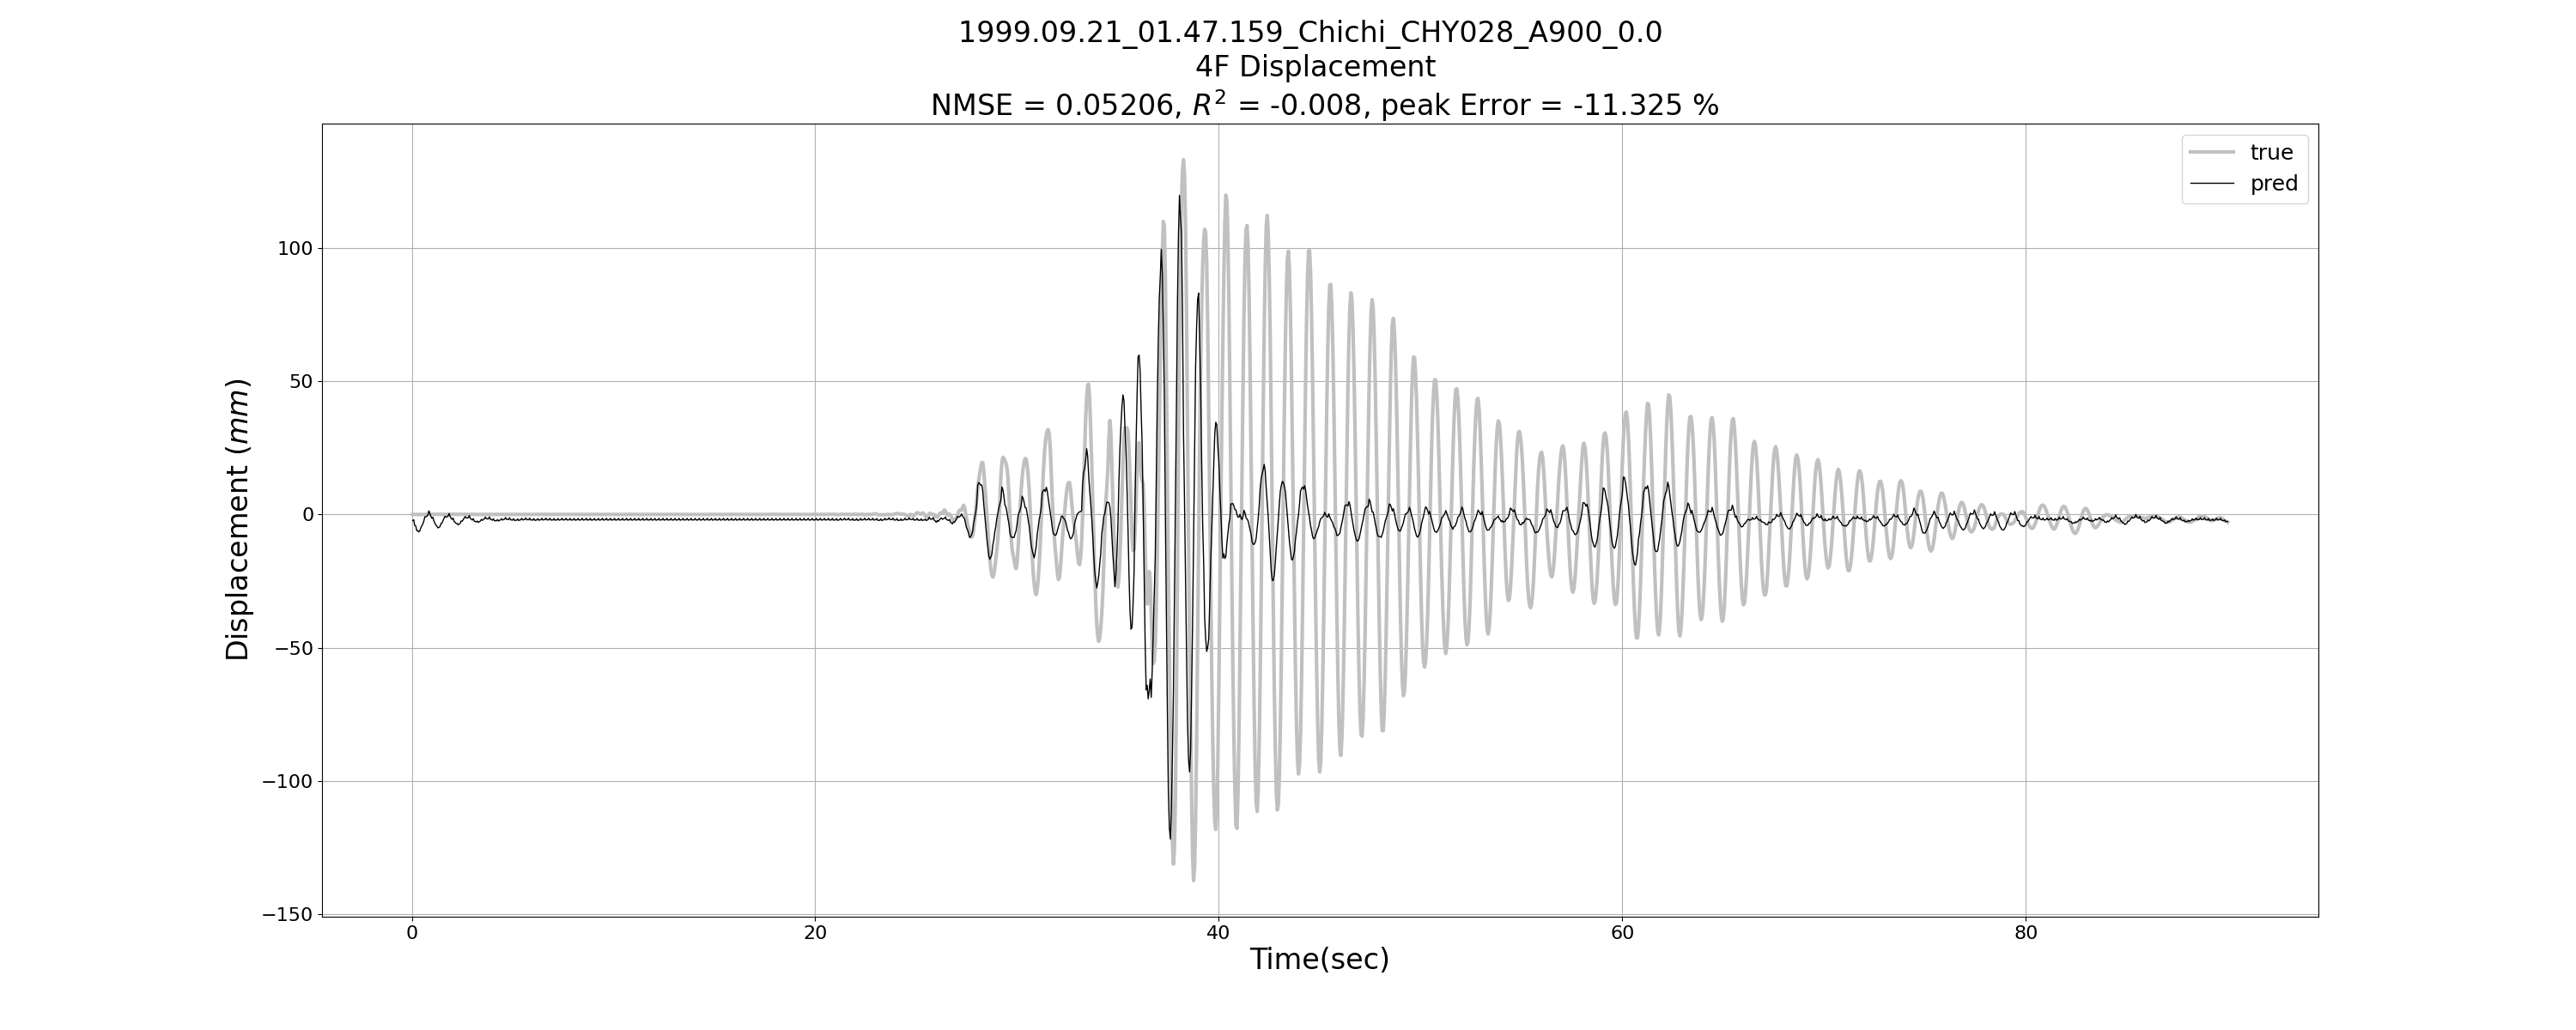 1999.09.21_01.47.159_Chichi_CHY028_A900_0.0
4F Displacement
NMSE = 0.05206, R² = -0.008, peak Error = -11.325 %
true
pred
Displacement (mm)
100
50
0
−50
−100
−150
0
20
40
60
80
Time(sec)